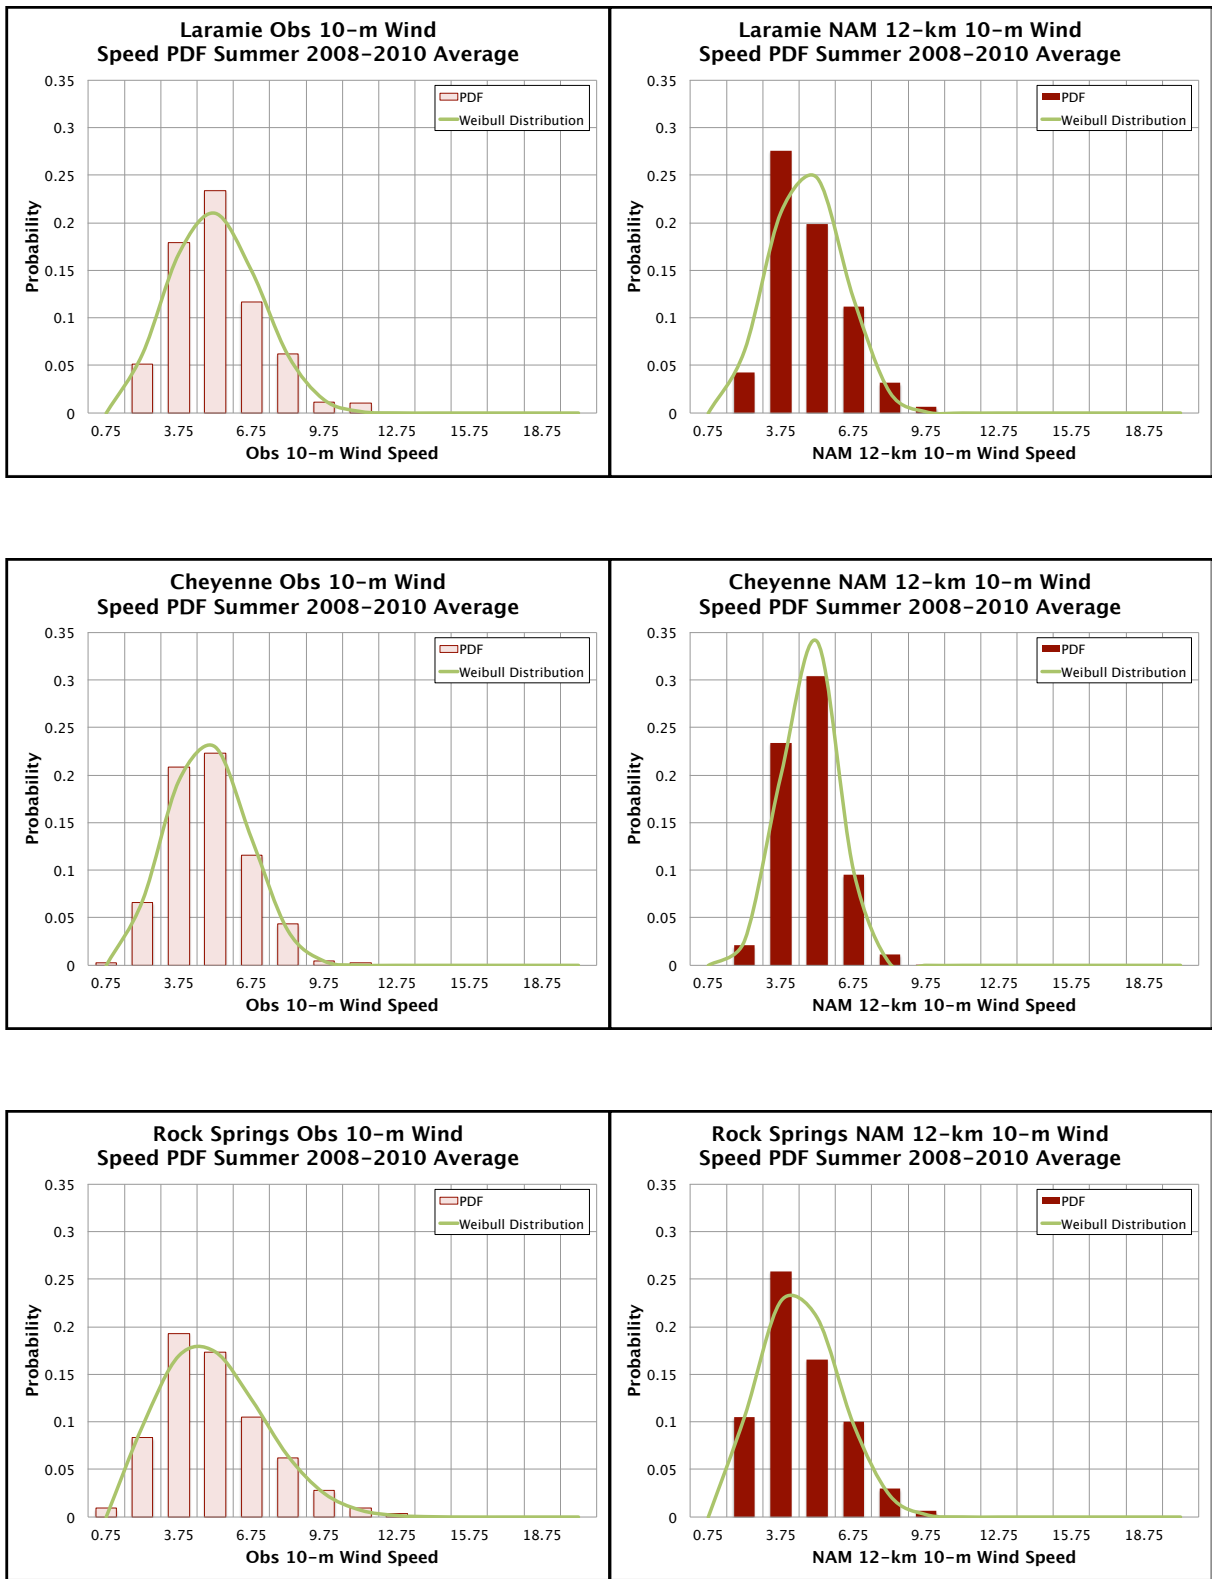 Laramie Obs 10-m Wind
Speed PDF Summer 2008-2010 Average
0.35
0.3
0.25
0.2
0.15
0.1
0.05
0
Probability
PDF
Weibull Distribution
0.75 3.75 6.75 9.75 12.75 15.75 18.75
Obs 10-m Wind Speed
Laramie NAM 12-km 10-m Wind
Speed PDF Summer 2008-2010 Average
0.35
0.3
0.25
0.2
0.15
0.1
0.05
0
Probability
PDF
Weibull Distribution
0.75 3.75 6.75 9.75 12.75 15.75 18.75
NAM 12-km 10-m Wind Speed
Cheyenne Obs 10-m Wind
Speed PDF Summer 2008-2010 Average
0.35
0.3
0.25
0.2
0.15
0.1
0.05
0
Probability
PDF
Weibull Distribution
0.75 3.75 6.75 9.75 12.75 15.75 18.75
Obs 10-m Wind Speed
Cheyenne NAM 12-km 10-m Wind
Speed PDF Summer 2008-2010 Average
0.35
0.3
0.25
0.2
0.15
0.1
0.05
0
Probability
PDF
Weibull Distribution
0.75 3.75 6.75 9.75 12.75 15.75 18.75
NAM 12-km 10-m Wind Speed
Rock Springs Obs 10-m Wind
Speed PDF Summer 2008-2010 Average
0.35
0.3
0.25
0.2
0.15
0.1
0.05
0
Probability
PDF
Weibull Distribution
0.75 3.75 6.75 9.75 12.75 15.75 18.75
Obs 10-m Wind Speed
Rock Springs NAM 12-km 10-m Wind
Speed PDF Summer 2008-2010 Average
0.35
0.3
0.25
0.2
0.15
0.1
0.05
0
Probability
PDF
Weibull Distribution
0.75 3.75 6.75 9.75 12.75 15.75 18.75
NAM 12-km 10-m Wind Speed